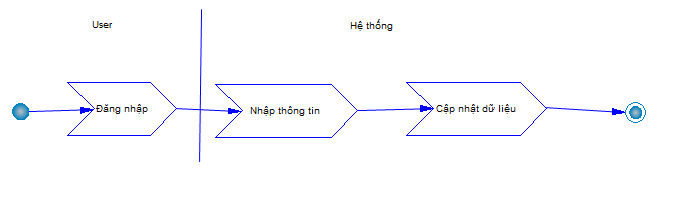 User
Hệ thống
Đăng nhập
Nhập thông tin
Cập nhật dữ liệu